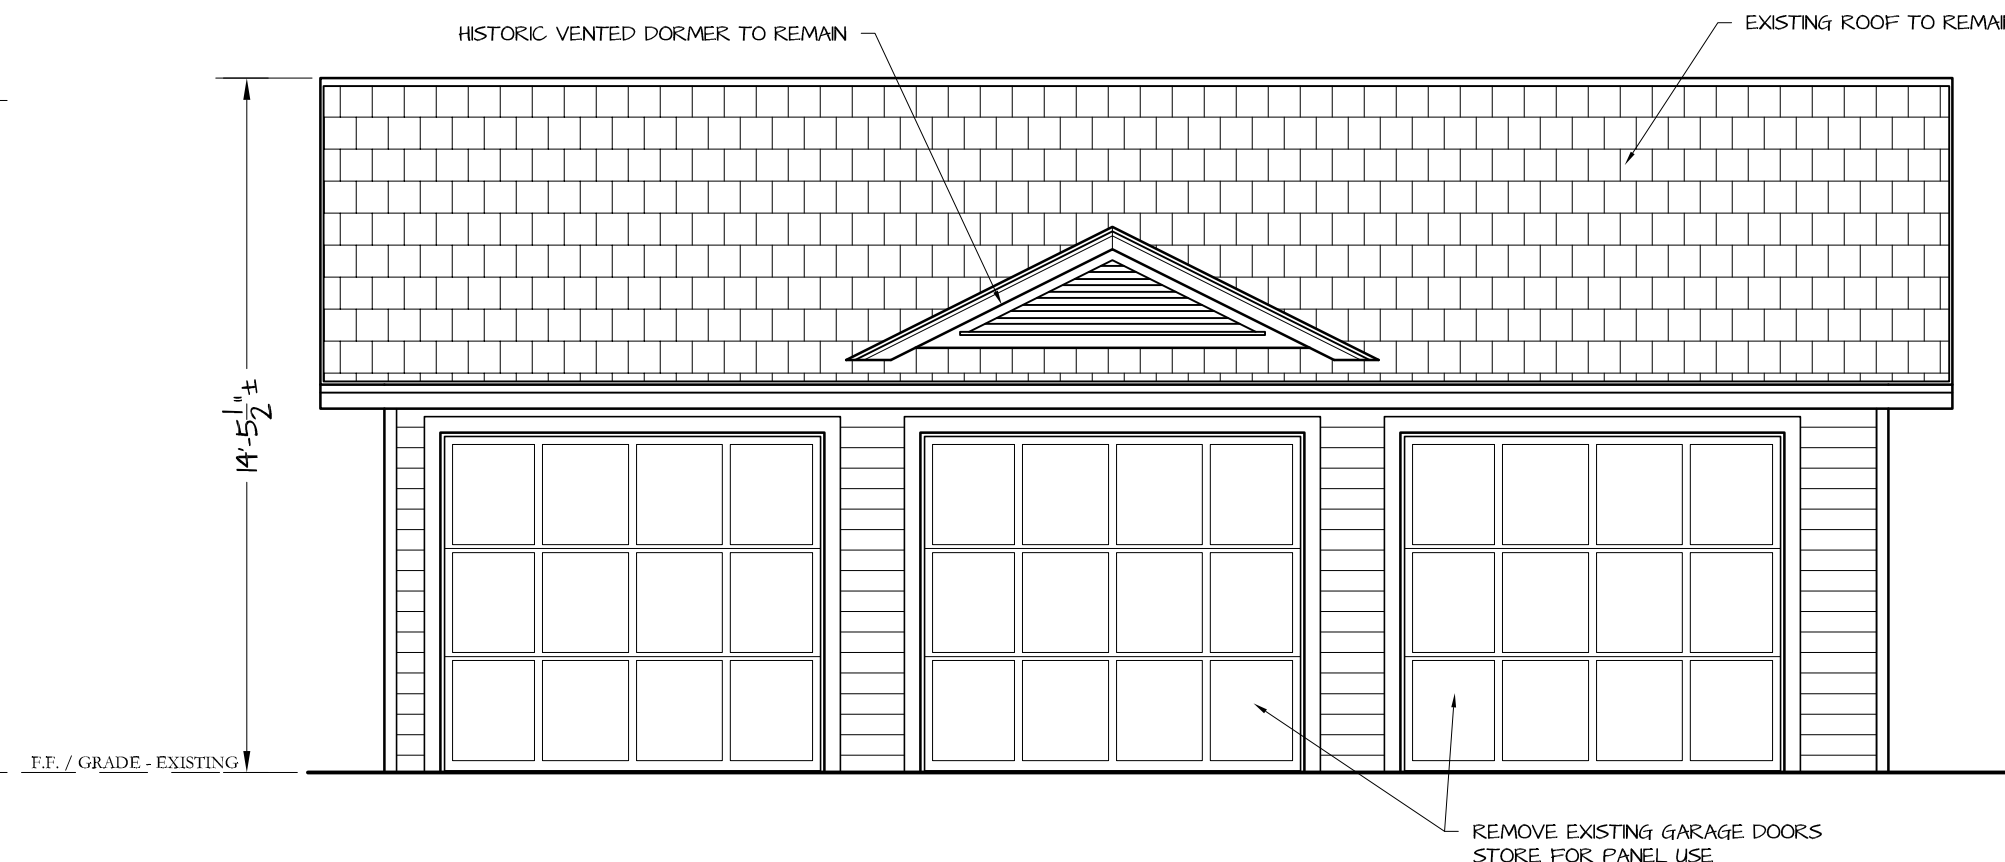 HISTORIC VENTED DORMER TO REMAIN
EXISTING ROOF TO REMAI
14'-5 1/2" ±
F.F. / GRADE - EXISTING
REMOVE EXISTING GARAGE DOORS
STORE FOR PANEL USE